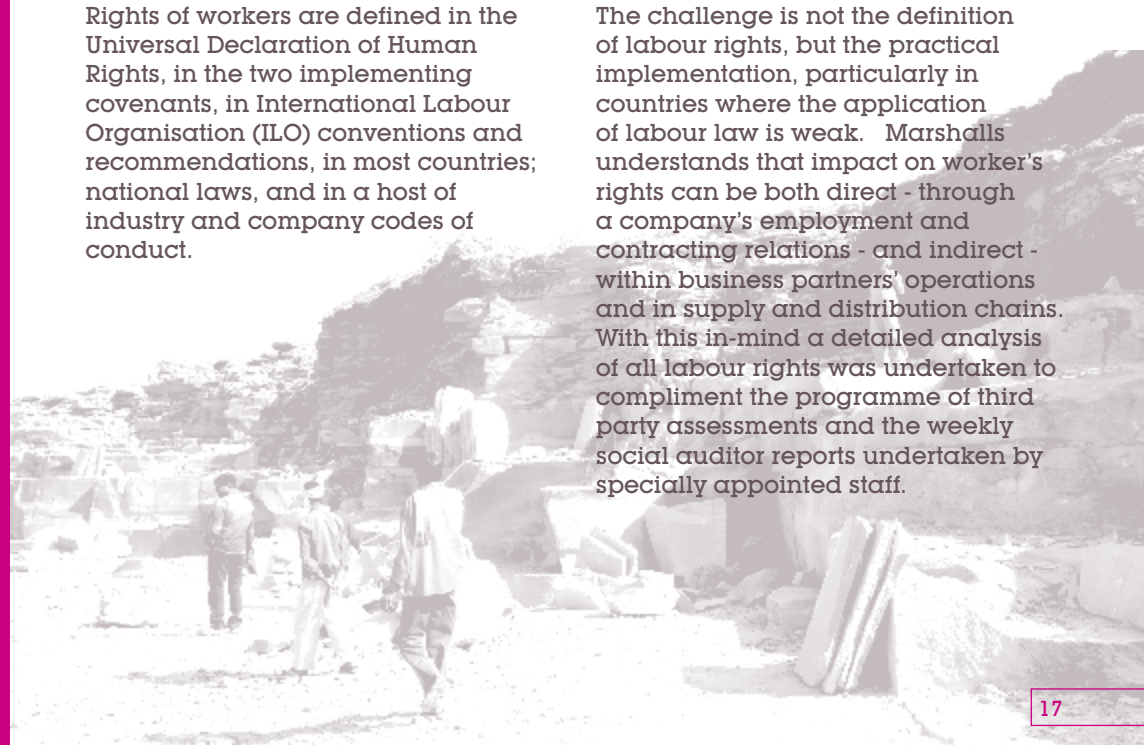 Rights of workers are defined in the
Universal Declaration of Human
Rights, in the two implementing
covenants, in International Labour
Organisation (ILO) conventions and
recommendations, in most countries;
national laws, and in a host of
industry and company codes of
conduct.
The challenge is not the definition
of labour rights, but the practical
implementation, particularly in
countries where the application
of labour law is weak.   Marshalls
understands that impact on worker's
rights can be both direct - through
a company's employment and
contracting relations - and indirect -
within business partners' operations
and in supply and distribution chains.
With this in-mind a detailed analysis
of all labour rights was undertaken to
compliment the programme of third
party assessments and the weekly
social auditor reports undertaken by
specially appointed staff.
17